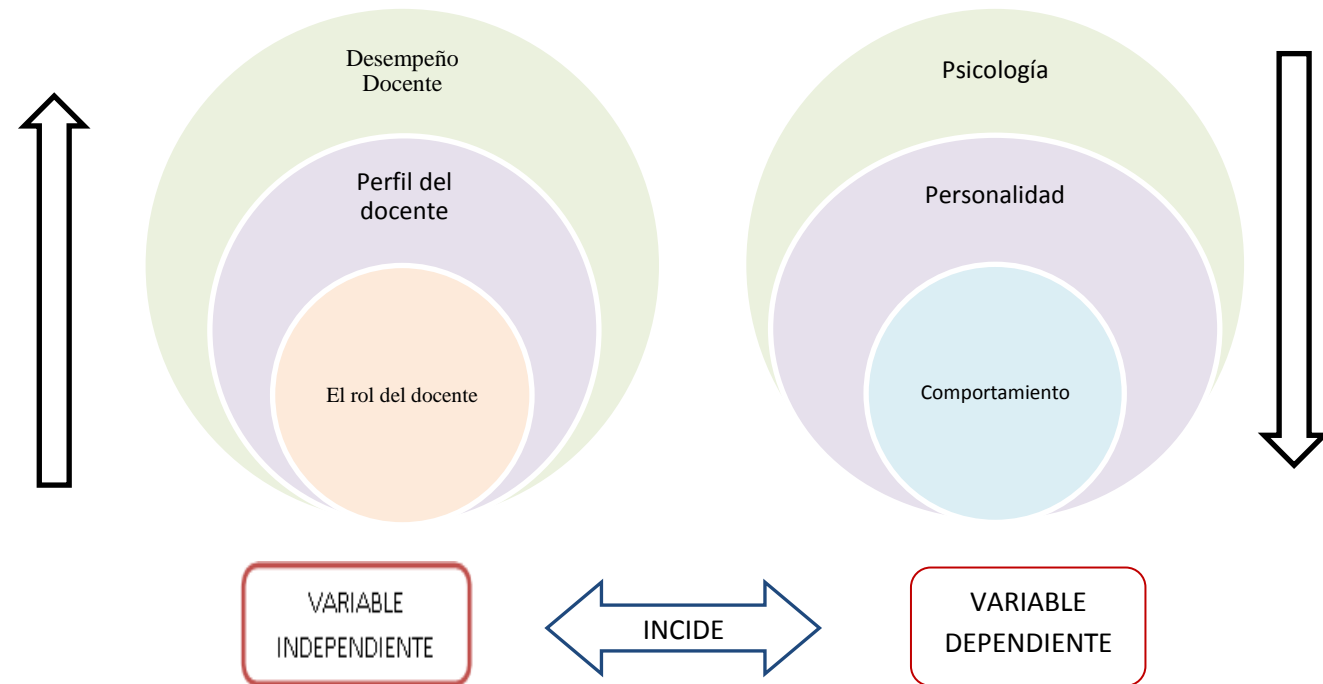 Desempeño
Docente
Perfil del
docente
El rol del docente
Psicología
Personalidad
Comportamiento
VARIABLE
INDEPENDIENTE
INCIDE
VARIABLE
DEPENDIENTE